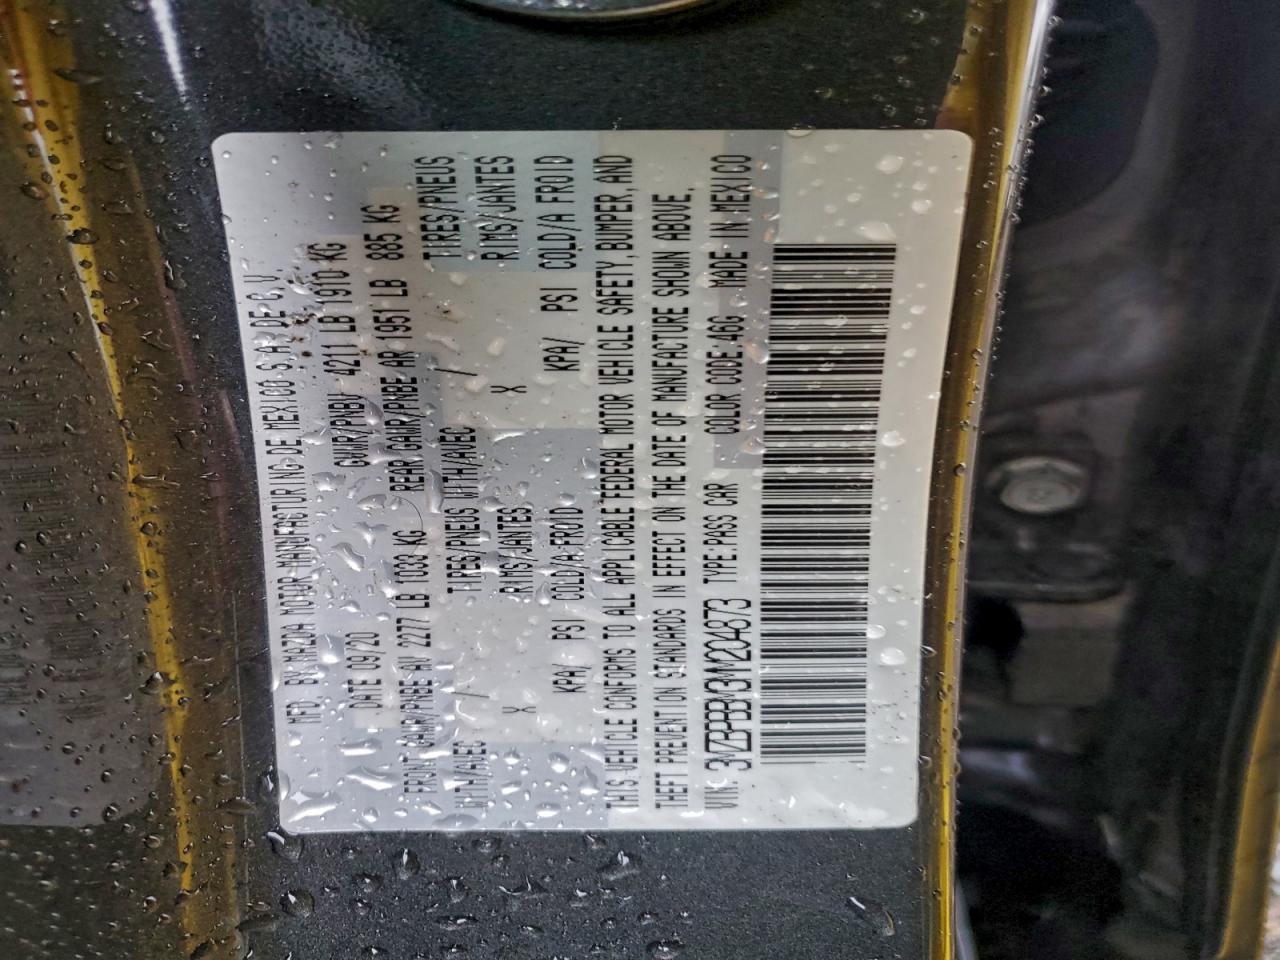 MFD. BY MAZDA MOTOR MANUFACTURING DE MEXICO S.A. DE C.V.
DATE 09/20 GVWR/PNBV 4211 LB 1910 KG
FRONT GAWR/PNBE AV 2277 LB 1033 KG REAR GAWR/PNBE AR 1951 LB 885 KG
WITH/AVEC / TIRES/PNEUS WITH/AVEC / TIRES/PNEUS
X RIMS/JANTES X RIMS/JANTES
KPA/ PSI COLD/A FROID KPA/ PSI COLD/A FROID
THIS VEHICLE CONFORMS TO ALL APPLICABLE FEDERAL MOTOR VEHICLE SAFETY, BUMPER, AND
THEFT PREVENTION STANDARDS IN EFFECT ON THE DATE OF MANUFACTURE SHOWN ABOVE.
VIN: 3MZBPBBY3MM204873 TYPE: PASS CAR COLOR CODE: 46G MADE IN MEXICO